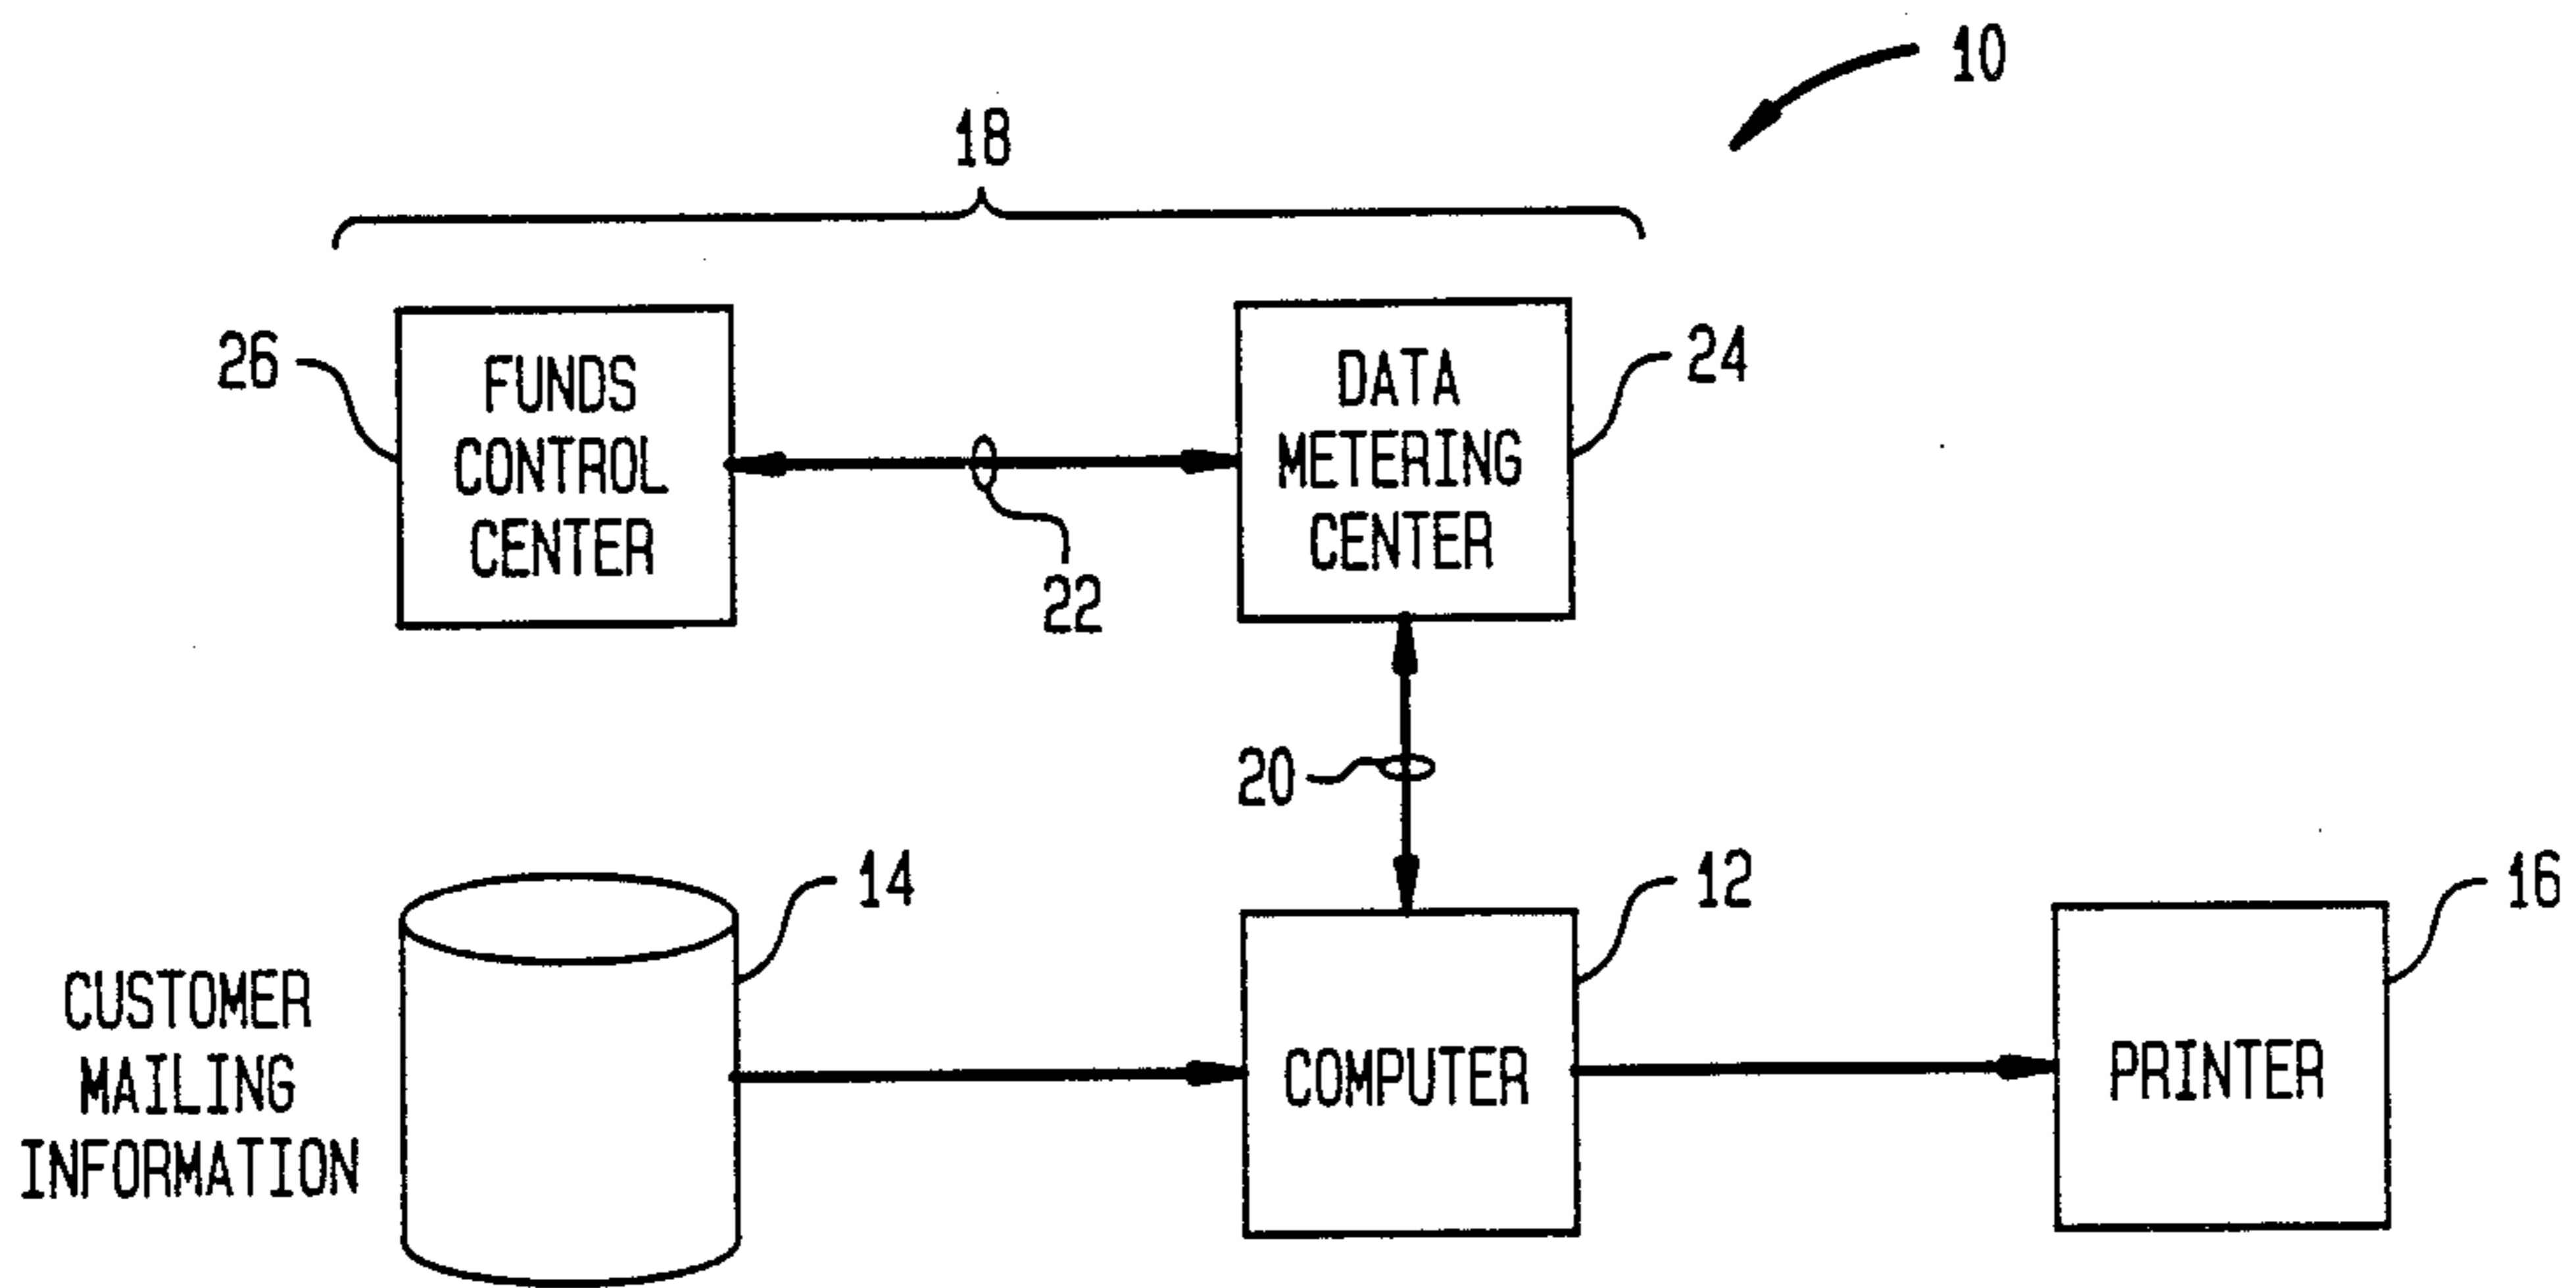 10
18
26
FUNDS
CONTROL
CENTER
DATA
METERING
CENTER
24
22
20
CUSTOMER
MAILING
INFORMATION
14
COMPUTER
12
PRINTER
16